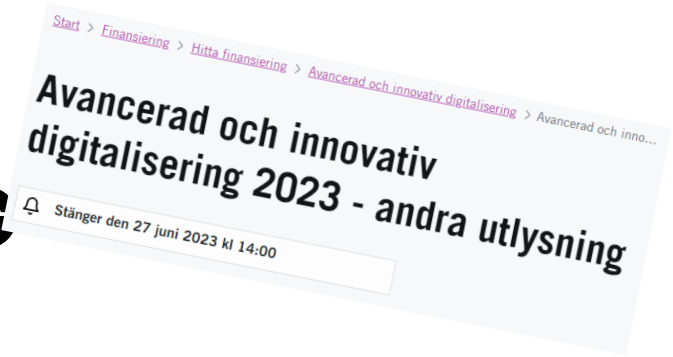 Start > Finansiering > Hitta finansiering > Avancerad och innovativ digitalisering > Avancerad och inno...
Avancerad och innovativ
digitalisering 2023 - andra utlysning
Stänger den 27 juni 2023 kl 14:00